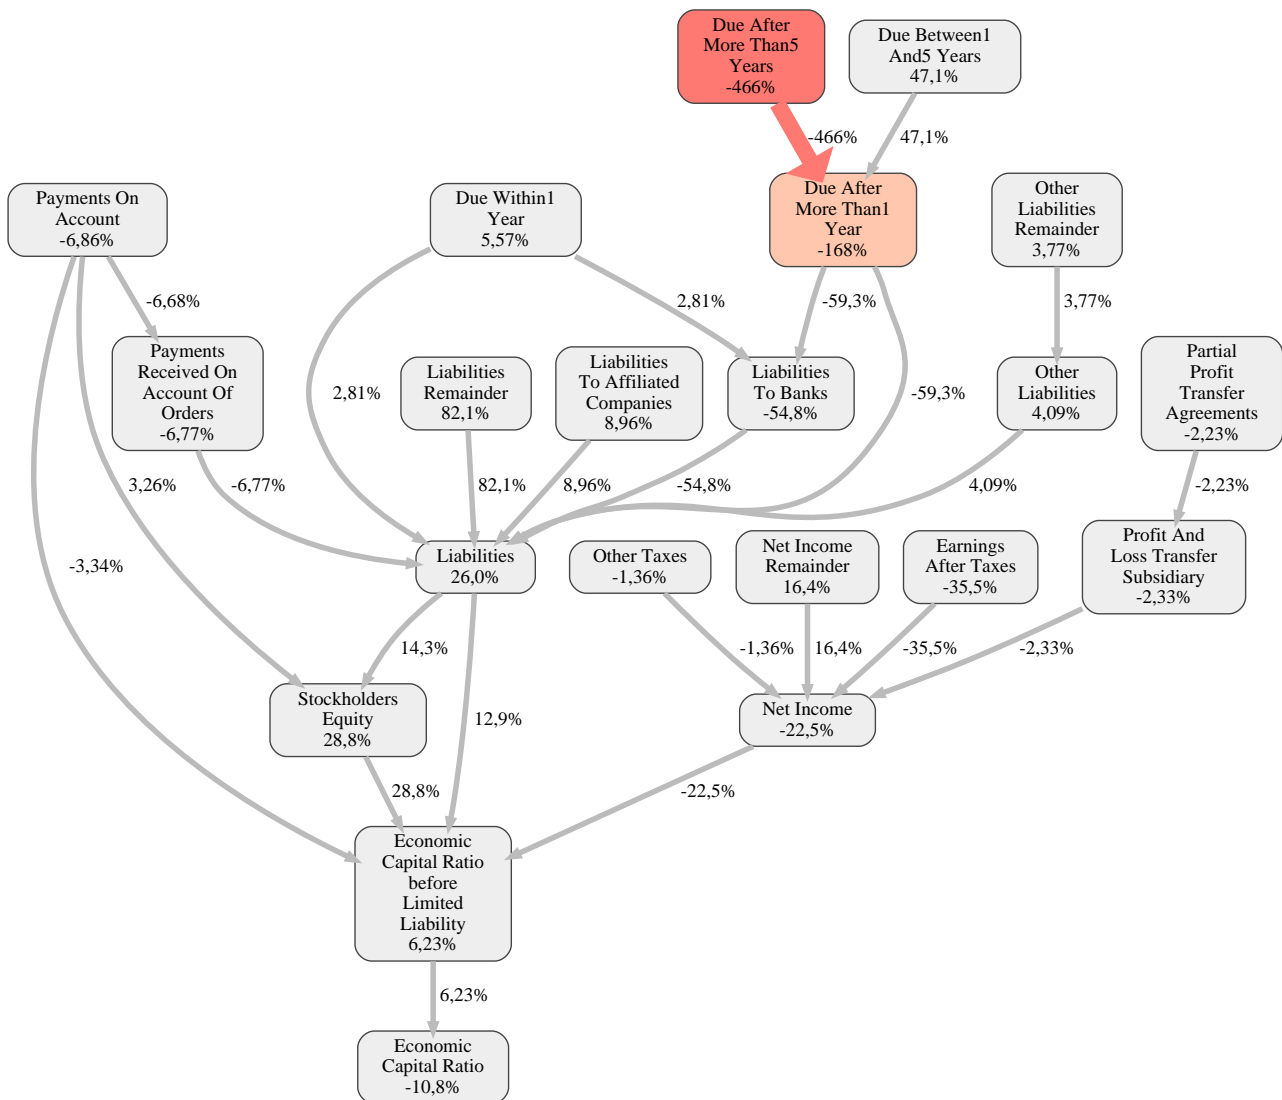 Due After
More Than5
Years
-466%
Due Between1
And5 Years
47,1%
-466%
47,1%
Payments On
Account
-6,86%
Due Within1
Year
5,57%
Due After
More Than1
Year
-168%
Other
Liabilities
Remainder
3,77%
-6,68%
2,81%
-59,3%
3,77%
Payments
Received On
Account Of
Orders
-6,77%
2,81%
Liabilities
Remainder
82,1%
Liabilities
To Affiliated
Companies
8,96%
Liabilities
To Banks
-54,8%
-59,3%
Other
Liabilities
4,09%
Partial
Profit
Transfer
Agreements
-2,23%
3,26%
-6,77%
82,1%
8,96%
-54,8%
4,09%
-2,23%
-3,34%
Liabilities
26,0%
Other Taxes
-1,36%
Net Income
Remainder
16,4%
Earnings
After Taxes
-35,5%
Profit And
Loss Transfer
Subsidiary
-2,33%
14,3%
-1,36%
16,4%
-35,5%
-2,33%
Stockholders
Equity
28,8%
12,9%
Net Income
-22,5%
28,8%
-22,5%
Economic
Capital Ratio
before
Limited
Liability
6,23%
6,23%
Economic
Capital Ratio
-10,8%